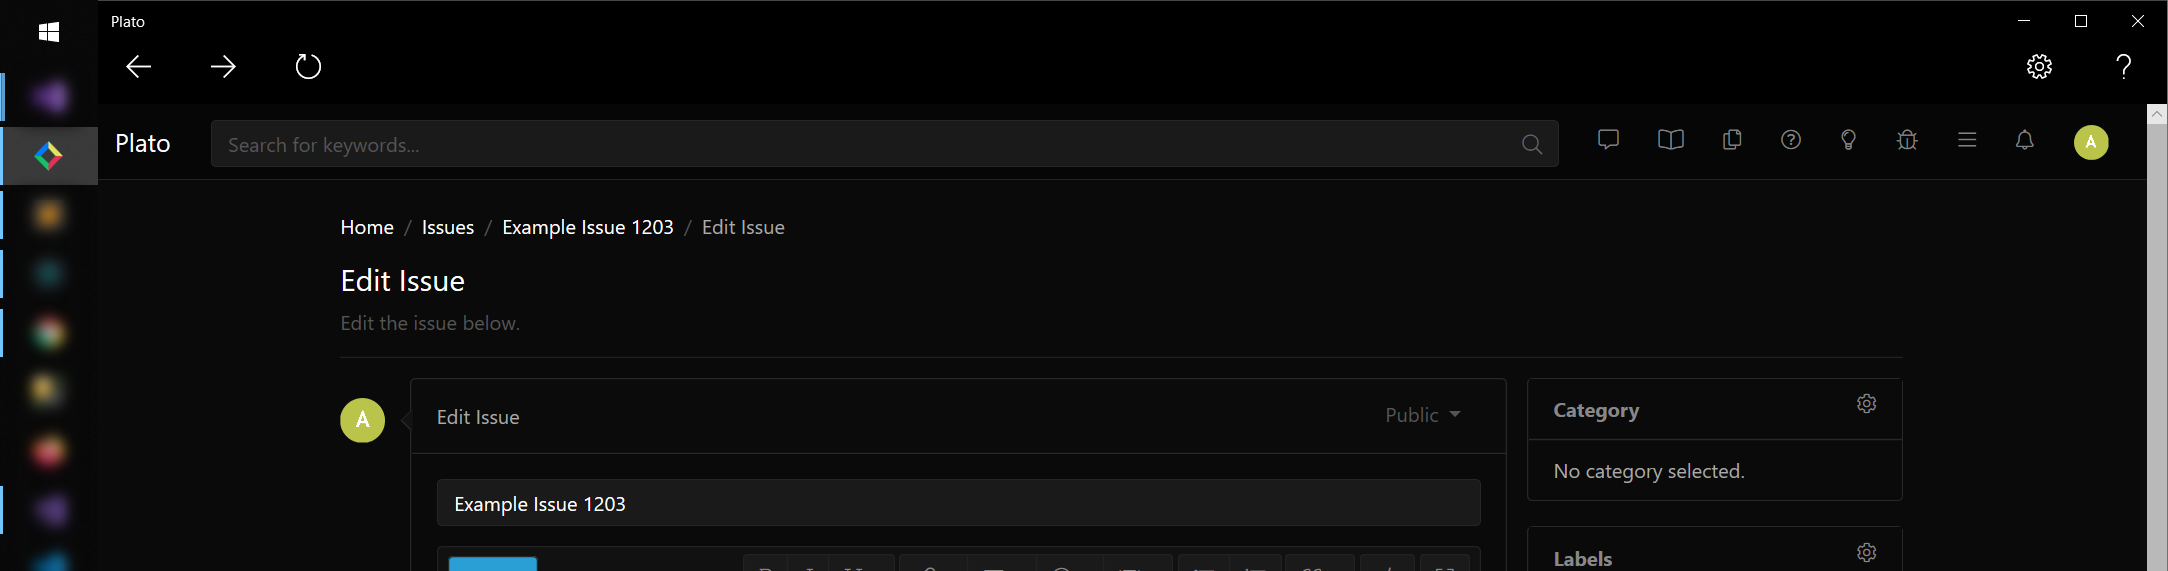 Plato
Plato
Search for keywords...
A
Home / Issues / Example Issue 1203 / Edit Issue
Edit Issue
Edit the issue below.
A
Edit Issue
Public
Category
No category selected.
Example Issue 1203
Labels